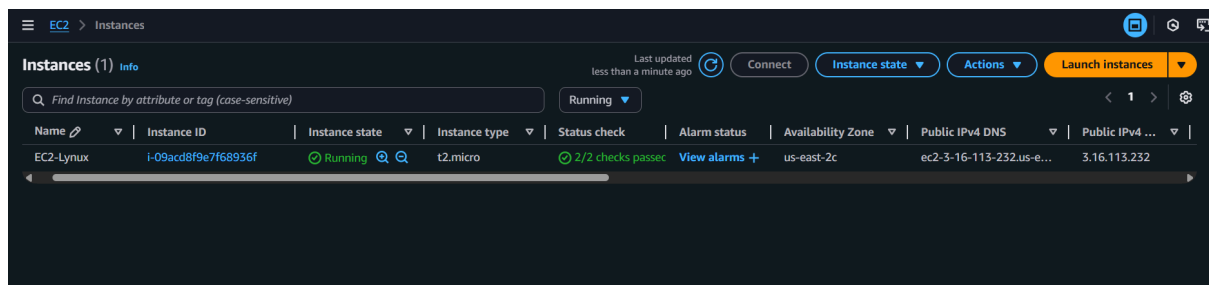 EC2 > Instances
Instances (1) Info
Last updated
less than a minute ago
Connect
Instance state
Actions
Launch instances
Find Instance by attribute or tag (case-sensitive)
Running
< 1 >
Name Instance ID Instance state Instance type Status check Alarm status Availability Zone Public IPv4 DNS Public IPv4 ...
EC2-Lynux i-09acd8f9e7f68936f Running t2.micro 2/2 checks passec View alarms + us-east-2c ec2-3-16-113-232.us-e... 3.16.113.232